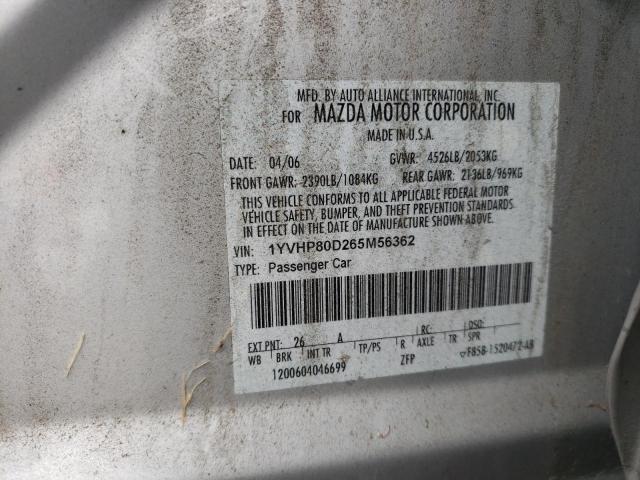 MFD. BY AUTO ALLIANCE INTERNATIONAL, INC.
FOR MAZDA MOTOR CORPORATION
MADE IN U.S.A.
DATE: 04/06 GVWR: 4526LB/2053KG
FRONT GAWR: 2390LB/1084KG REAR GAWR: 2136LB/969KG
THIS VEHICLE CONFORMS TO ALL APPLICABLE FEDERAL MOTOR
VEHICLE SAFETY, BUMPER, AND THEFT PREVENTION STANDARDS
IN EFFECT ON THE DATE OF MANUFACTURE SHOWN ABOVE.
VIN: 1YVHP80D265M56362
TYPE: Passenger Car
EXT PNT: 26 A RC: DSO:
WB BRK INT TR TP/PS R AXLE TR SPR
1200604046699 ZFP F85B-1520472-AB